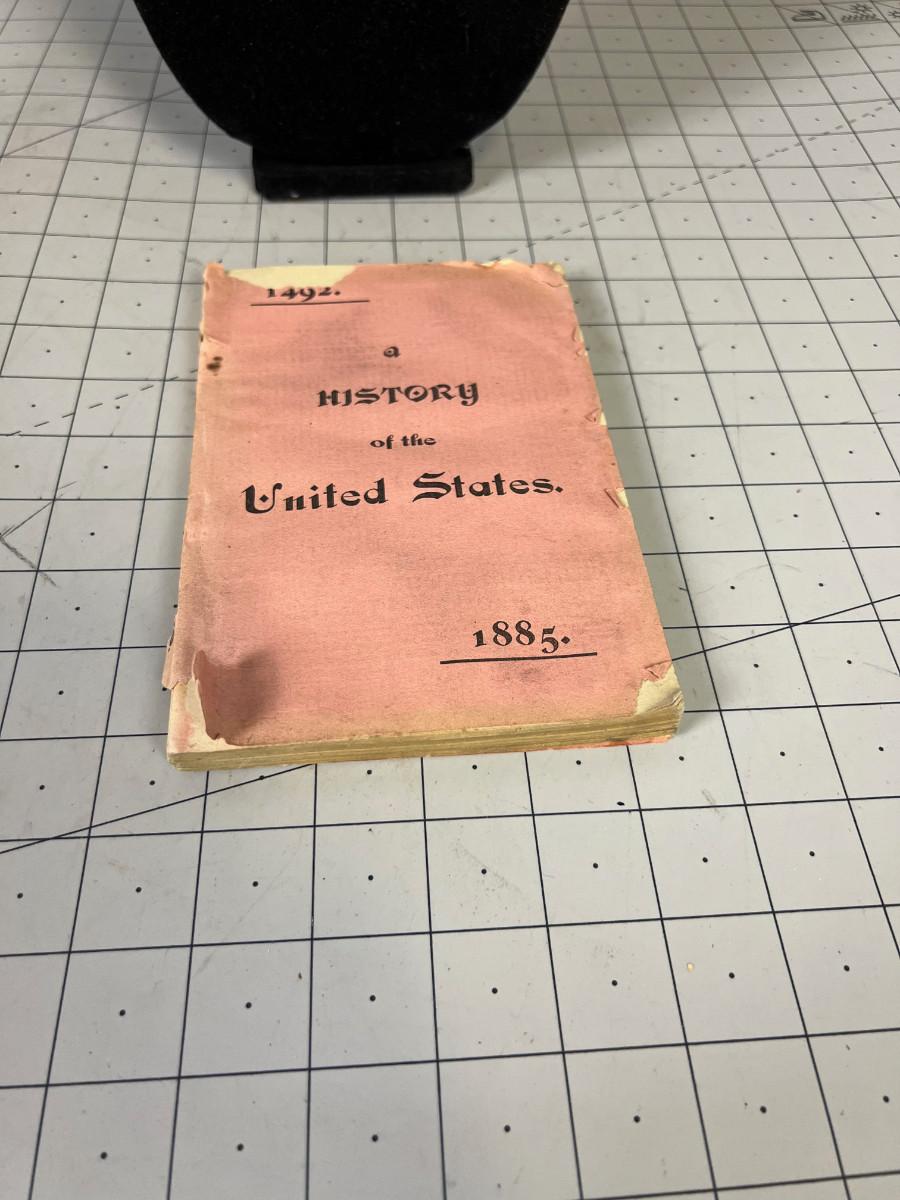 1492.
a
HISTORY
of the
United States.
1885.